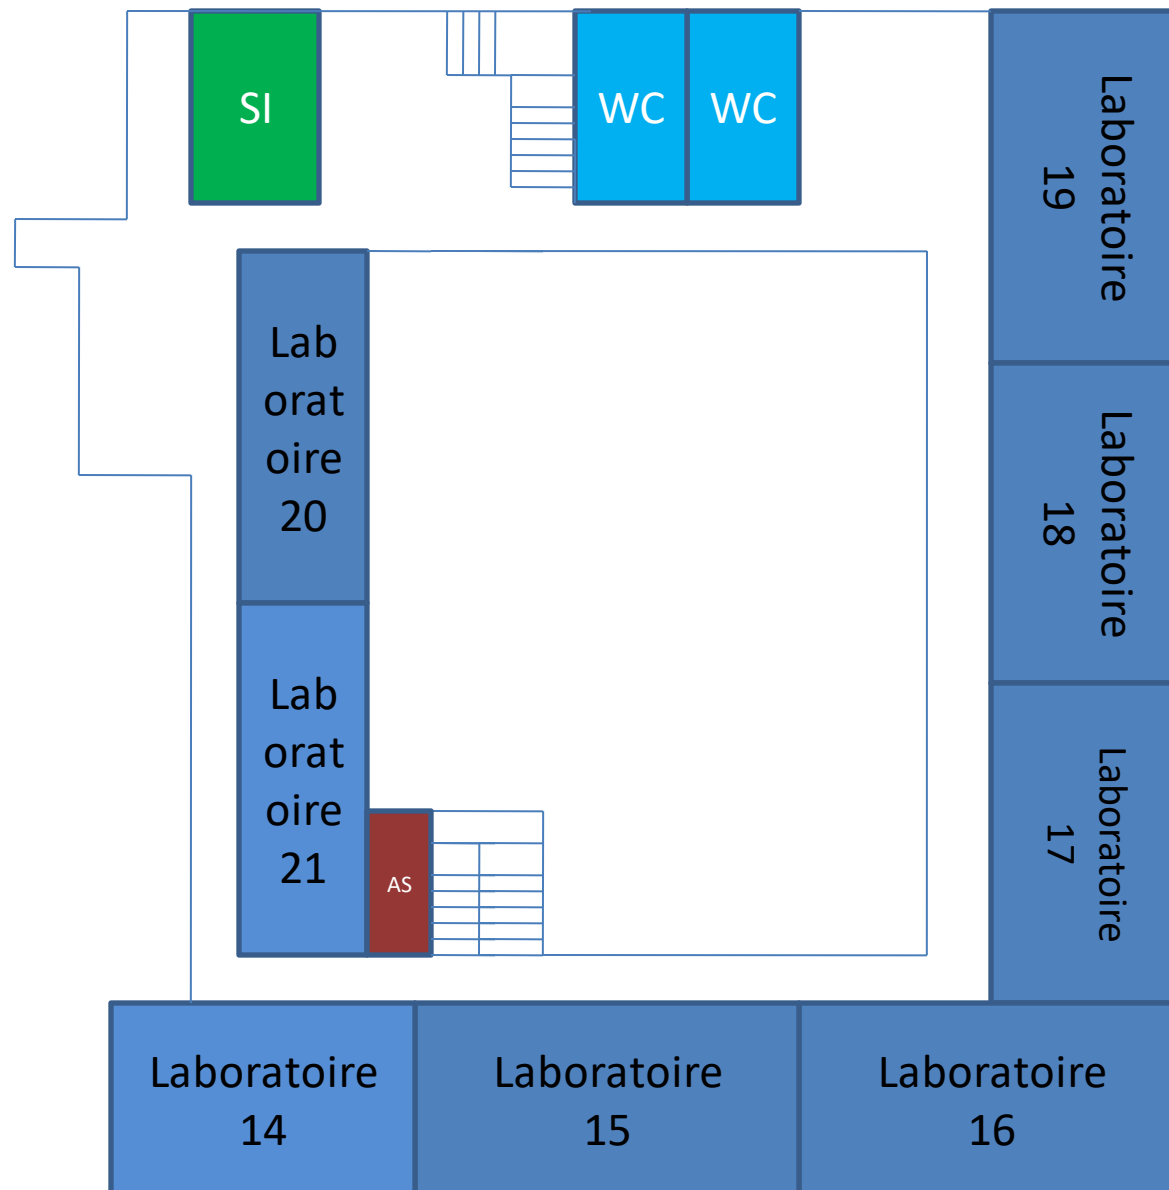 SI
WC
WC
Laboratoire
19
Lab
orat
oire
20
Laboratoire
18
Lab
orat
oire
21
AS
Laboratoire
17
Laboratoire
14
Laboratoire
15
Laboratoire
16